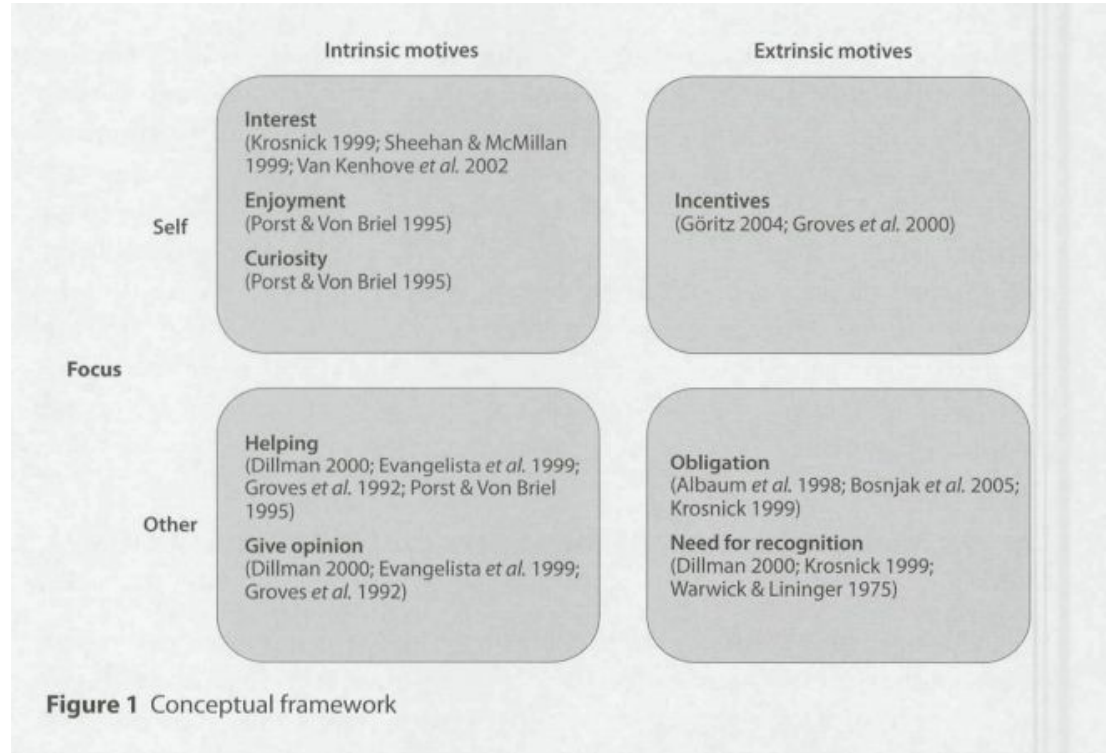 Intrinsic motives
Extrinsic motives
Interest
(Krosnick 1999; Sheehan & McMillan
1999; Van Kenhove et al. 2002
Enjoyment
(Porst & Von Briel 1995)
Curiosity
(Porst & Von Briel 1995)
Self
Incentives
(Göritz 2004; Groves et al. 2000)
Focus
Helping
(Dillman 2000; Evangelista et al. 1999;
Groves et al. 1992; Porst & Von Briel
1995)
Give opinion
(Dillman 2000; Evangelista et al. 1999;
Groves et al. 1992)
Other
Obligation
(Albaum et al. 1998; Bosnjak et al. 2005;
Krosnick 1999)
Need for recognition
(Dillman 2000; Krosnick 1999;
Warwick & Lininger 1975)
Figure 1 Conceptual framework